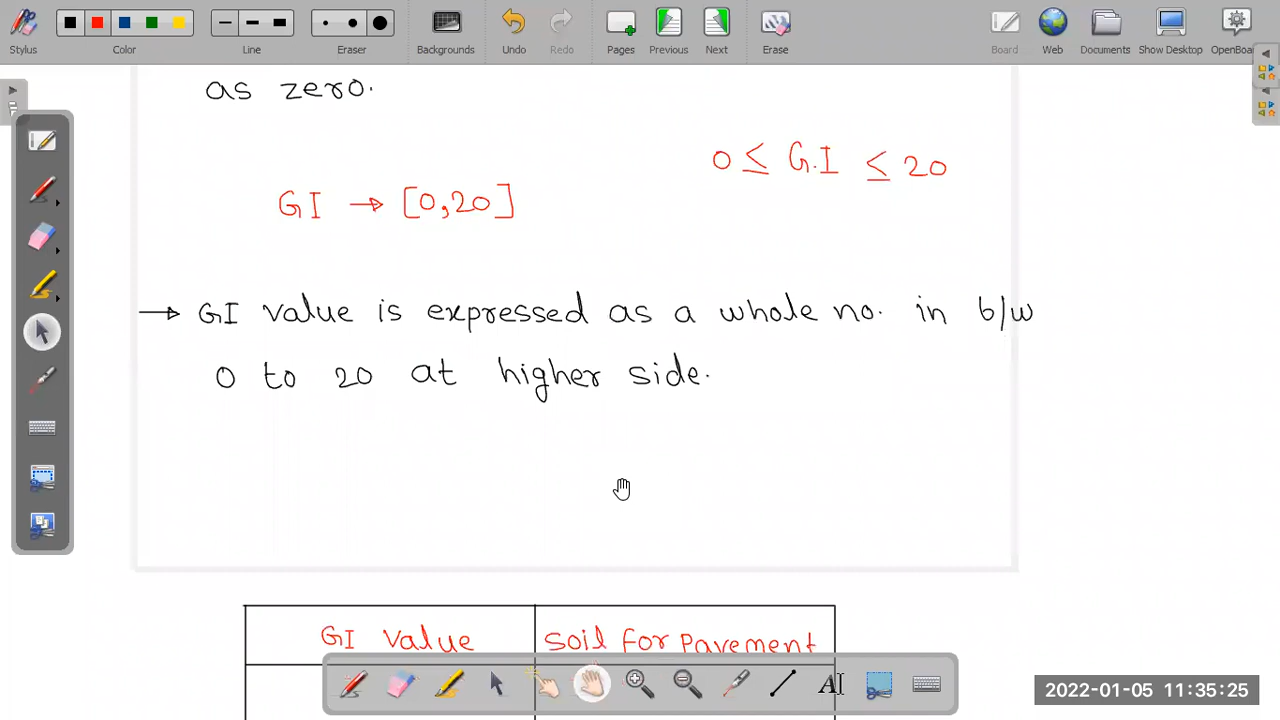 Stylus
Color
Line
Eraser
Backgrounds
Undo
Redo
Pages
Previous
Next
Erase
Board
Web
Documents
Show Desktop
OpenBoard
as zero.
0 ≤ G.I ≤ 20
GI → [0,20]
→ GI value is expressed as a whole no. in b/w
0 to 20 at higher side.
GI Value
Soil for Pavement
2022-01-05 11:35:25